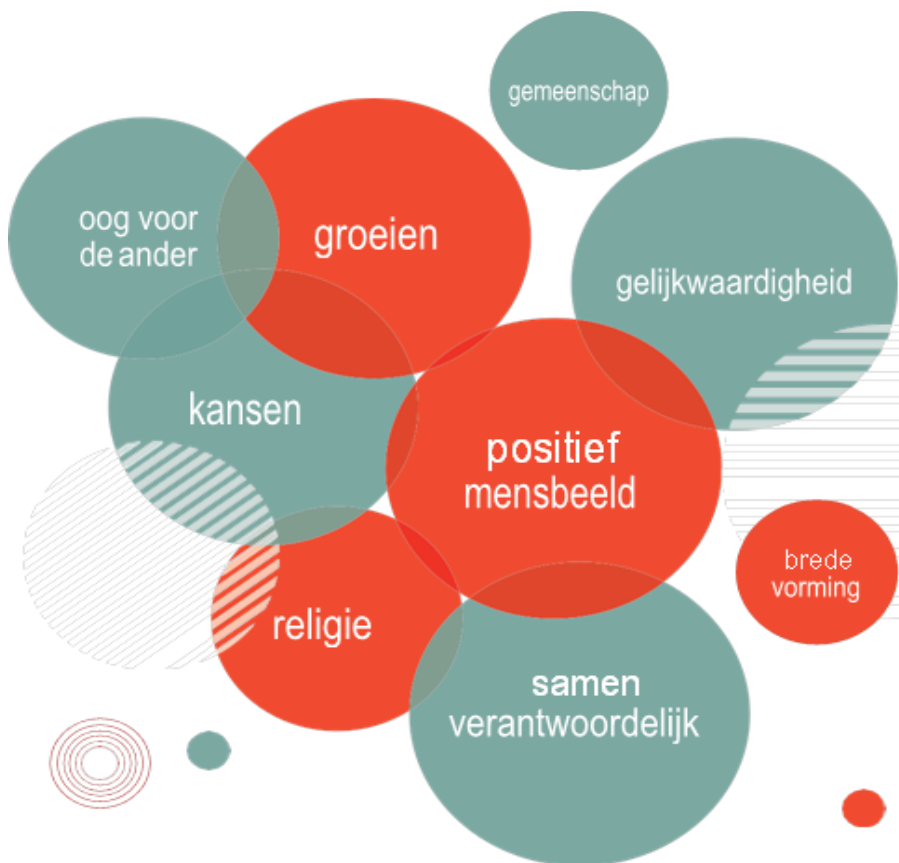 gemeenschap
oog voor
de ander
groeien
gelijkwaardigheid
kansen
positief
mensbeeld
brede
vorming
religie
samen
verantwoordelijk